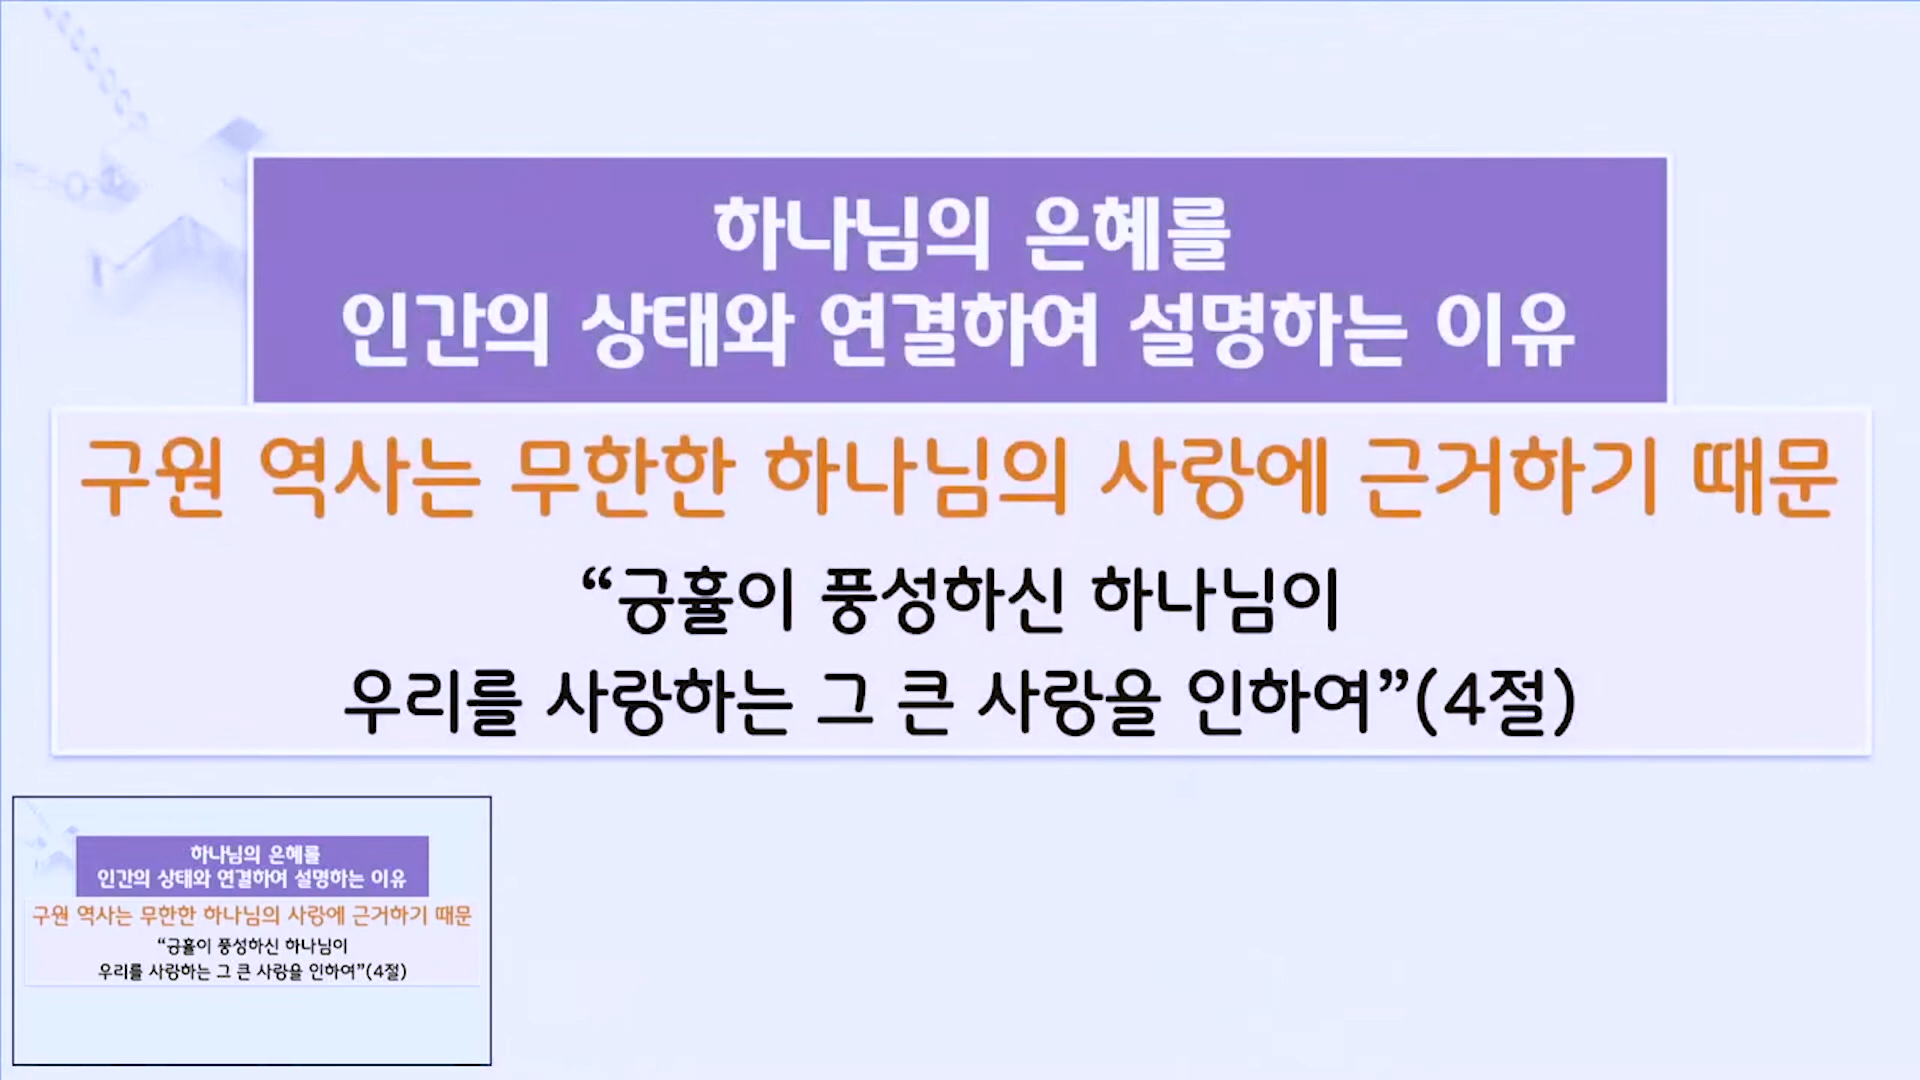 하나님의 은혜를
인간의 상태와 연결하여 설명하는 이유
구원 역사는 무한한 하나님의 사랑에 근거하기 때문
“긍휼이 풍성하신 하나님이
우리를 사랑하는 그 큰 사랑을 인하여”(4절)
하나님의 은혜를
인간의 상태와 연결하여 설명하는 이유
구원 역사는 무한한 하나님의 사랑에 근거하기 때문
“긍휼이 풍성하신 하나님이
우리를 사랑하는 그 큰 사랑을 인하여”(4절)